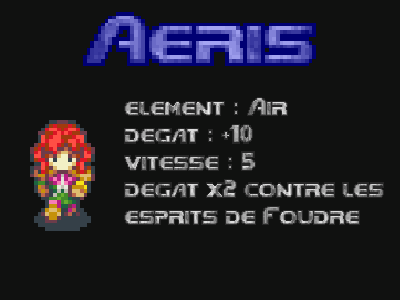 Aeris
element : Air
degat : +10
vitesse : 5
degat x2 contre les
esprits de Foudre